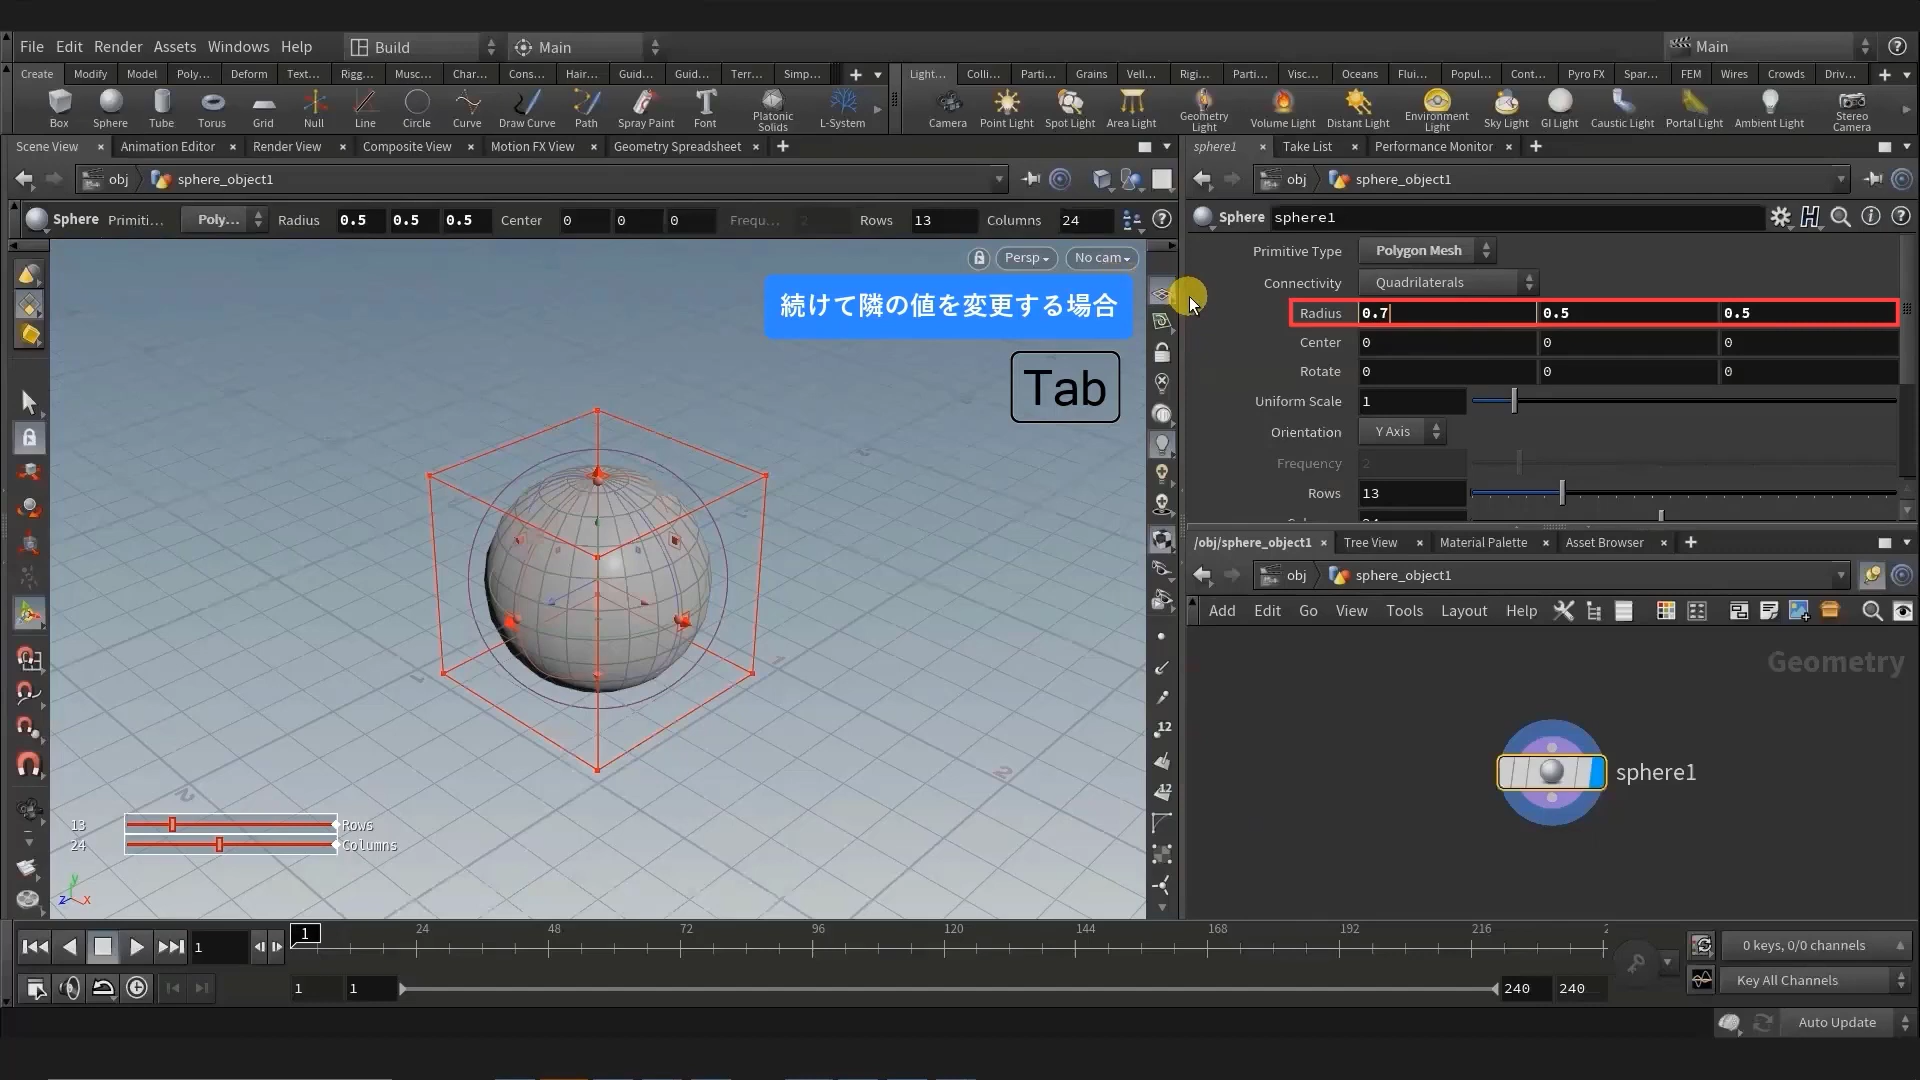 File Edit Render Assets Windows Help Build Main Main
Create Modify Model Poly... Deform Text... Rigg... Musc... Char... Cons... Hair... Guid... Guid... Terr... Simp... Light... Colli... Parti... Grains Vell... Rigi... Parti... Visc... Oceans Flui... Popul... Cont... Pyro FX Spar... FEM Wires Crowds Driv...
Box Sphere Tube Torus Grid Null Line Circle Curve Draw Curve Path Spray Paint Font Platonic Solids L-System Camera Point Light Spot Light Area Light Geometry Light Volume Light Distant Light Environment Light Sky Light GI Light Caustic Light Portal Light Ambient Light Stereo Camera
Scene View Animation Editor Render View Composite View Motion FX View Geometry Spreadsheet
obj sphere_object1
Sphere Primiti... Poly... Radius 0.5 0.5 0.5 Center 0 0 0 Frequ... 2 Rows 13 Columns 24
Persp No cam
続けて隣の値を変更する場合
Tab
1
2
2
1
13 Rows
24 Columns
y
z x
12
12
sphere1 Take List Performance Monitor
obj sphere_object1
Sphere sphere1
Primitive Type Polygon Mesh
Connectivity Quadrilaterals
Radius 0.7 0.5 0.5
Center 0 0 0
Rotate 0 0 0
Uniform Scale 1
Orientation Y Axis
Frequency 2
Rows 13
/obj/sphere_object1 Tree View Material Palette Asset Browser
obj sphere_object1
Add Edit Go View Tools Layout Help
Geometry
sphere1
1 1 24 48 72 96 120 144 168 192 216 0 keys, 0/0 channels
1 1 240 240 Key All Channels
Auto Update